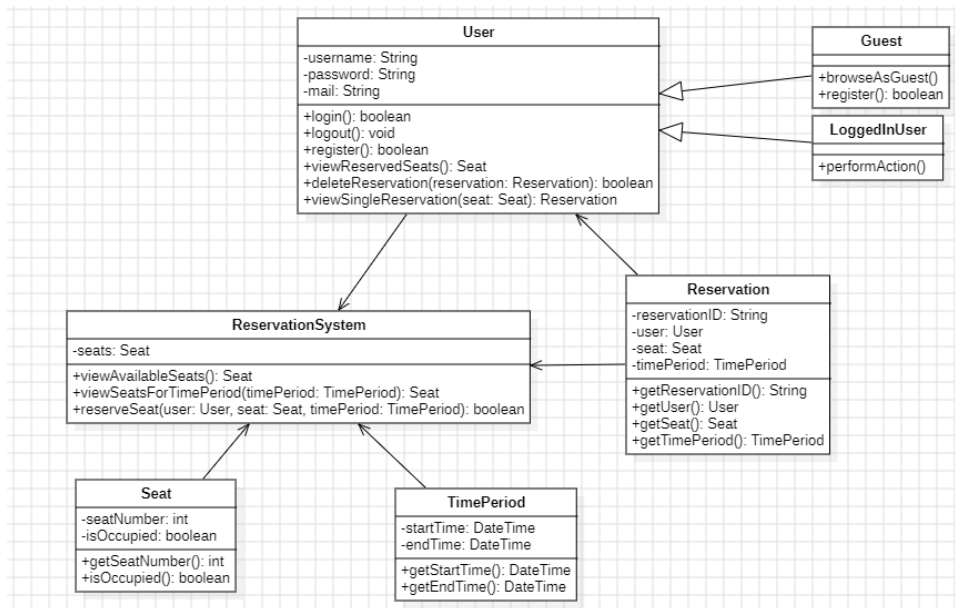 User
-username: String
-password: String
-mail: String
+login(): boolean
+logout(): void
+register(): boolean
+viewReservedSeats(): Seat
+deleteReservation(reservation: Reservation): boolean
+viewSingleReservation(seat: Seat): Reservation
Guest
+browseAsGuest()
+register(): boolean
LoggedInUser
+performAction()
Reservation
-reservationID: String
-user: User
-seat: Seat
-timePeriod: TimePeriod
+getReservationID(): String
+getUser(): User
+getSeat(): Seat
+getTimePeriod(): TimePeriod
ReservationSystem
-seats: Seat
+viewAvailableSeats(): Seat
+viewSeatsForTimePeriod(timePeriod: TimePeriod): Seat
+reserveSeat(user: User, seat: Seat, timePeriod: TimePeriod): boolean
Seat
-seatNumber: int
-isOccupied: boolean
+getSeatNumber(): int
+isOccupied(): boolean
TimePeriod
-startTime: DateTime
-endTime: DateTime
+getStartTime(): DateTime
+getEndTime(): DateTime